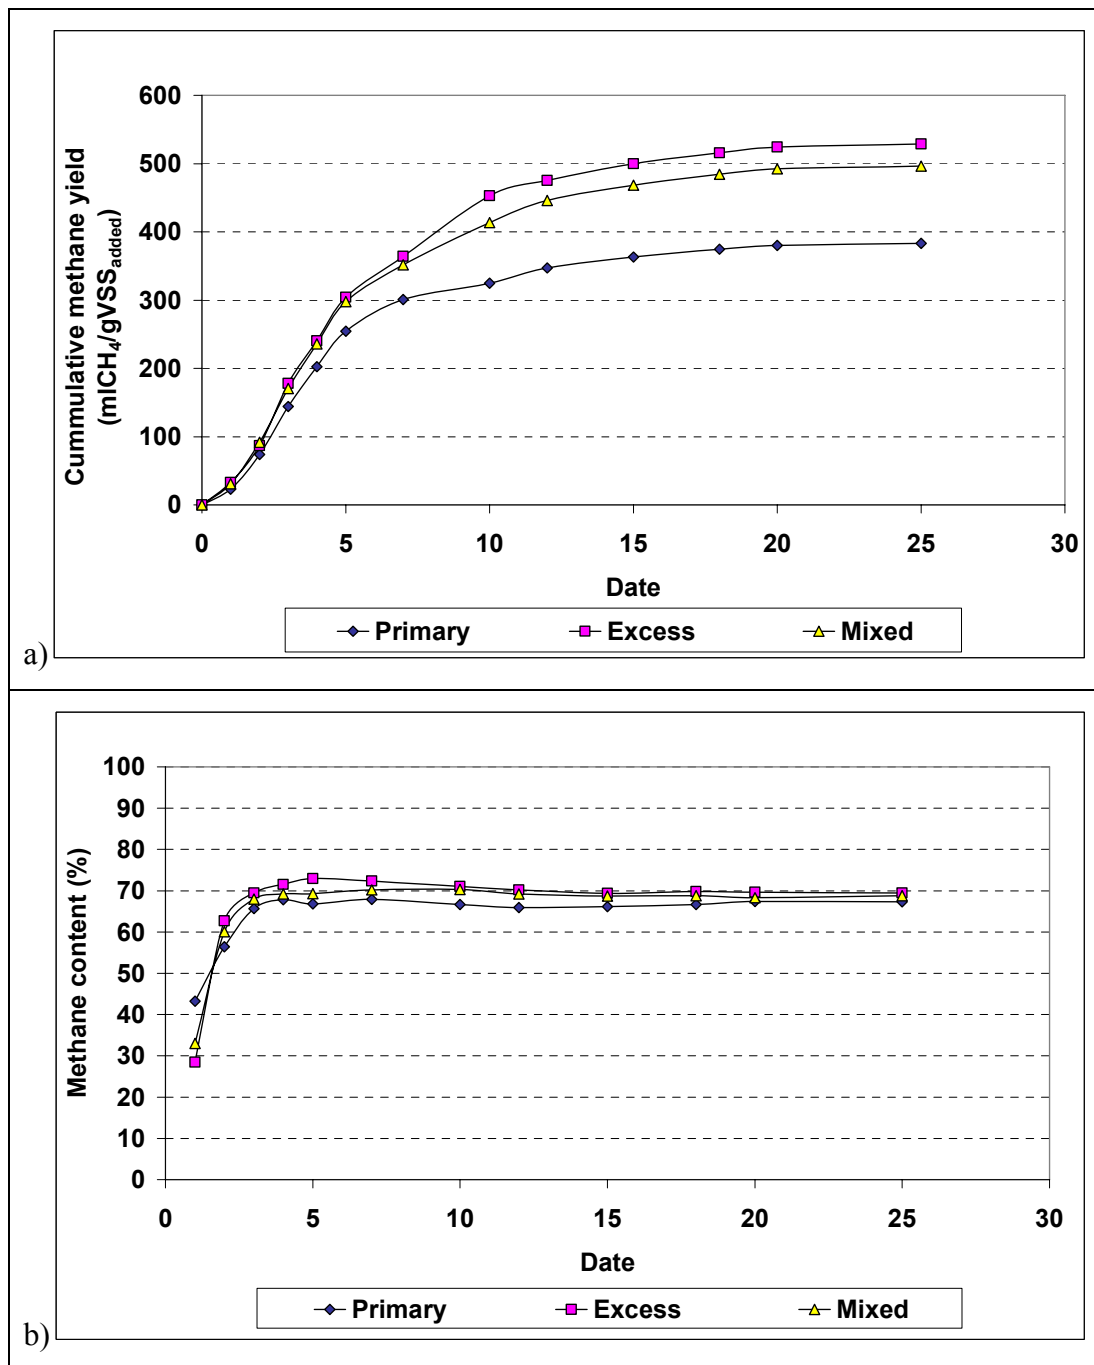 Cummulative methane yield
(mlCH4/gVSSadded)
600
500
400
300
200
100
0
0 5 10 15 20 25 30
Date
Primary Excess Mixed
a)
Methane content (%)
100
90
80
70
60
50
40
30
20
10
0
0 5 10 15 20 25 30
Date
Primary Excess Mixed
b)